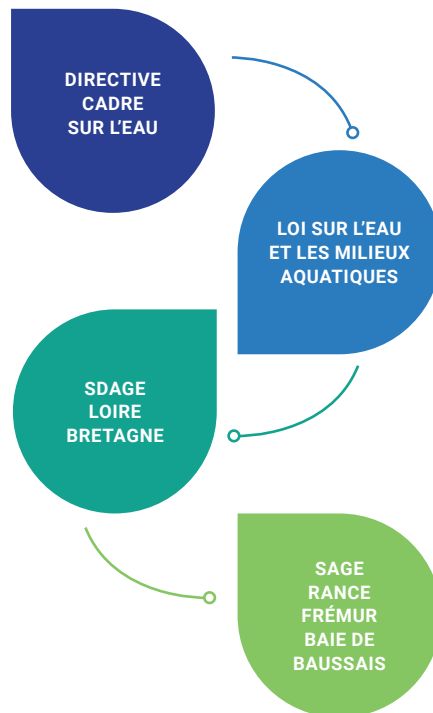 DIRECTIVE
CADRE
SUR L'EAU
LOI SUR L'EAU
ET LES MILIEUX
AQUATIQUES
SDAGE
LOIRE
BRETAGNE
SAGE
RANCE
FRÉMUR
BAIE DE
BAUSSAIS